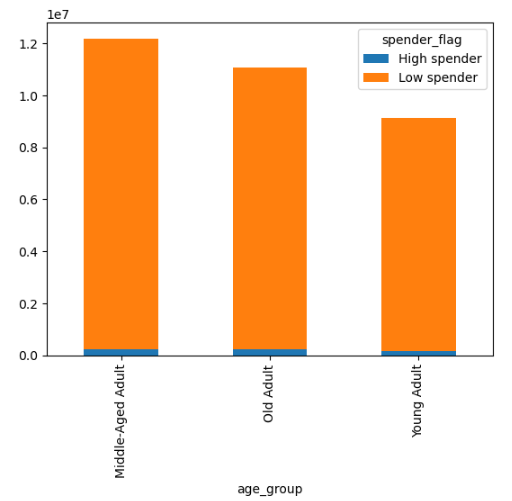 1e7
spender_flag
High spender
Low spender
1.2
1.0
0.8
0.6
0.4
0.2
0.0
Middle-Aged Adult
Old Adult
Young Adult
age_group